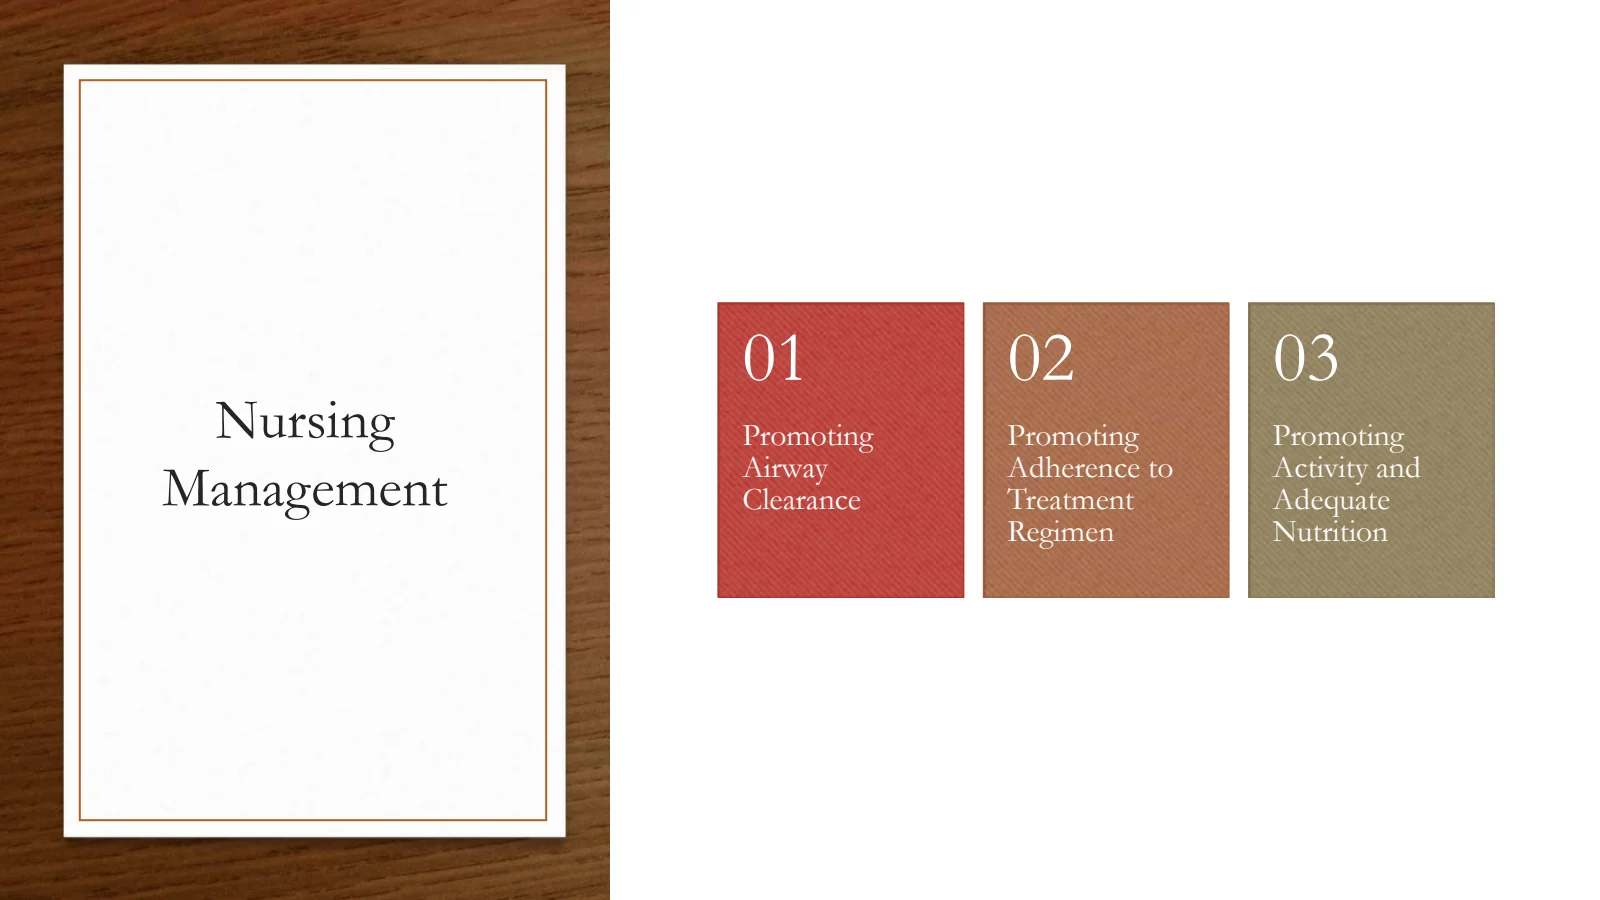 Nursing
Management
01
Promoting
Airway
Clearance
02
Promoting
Adherence to
Treatment
Regimen
03
Promoting
Activity and
Adequate
Nutrition